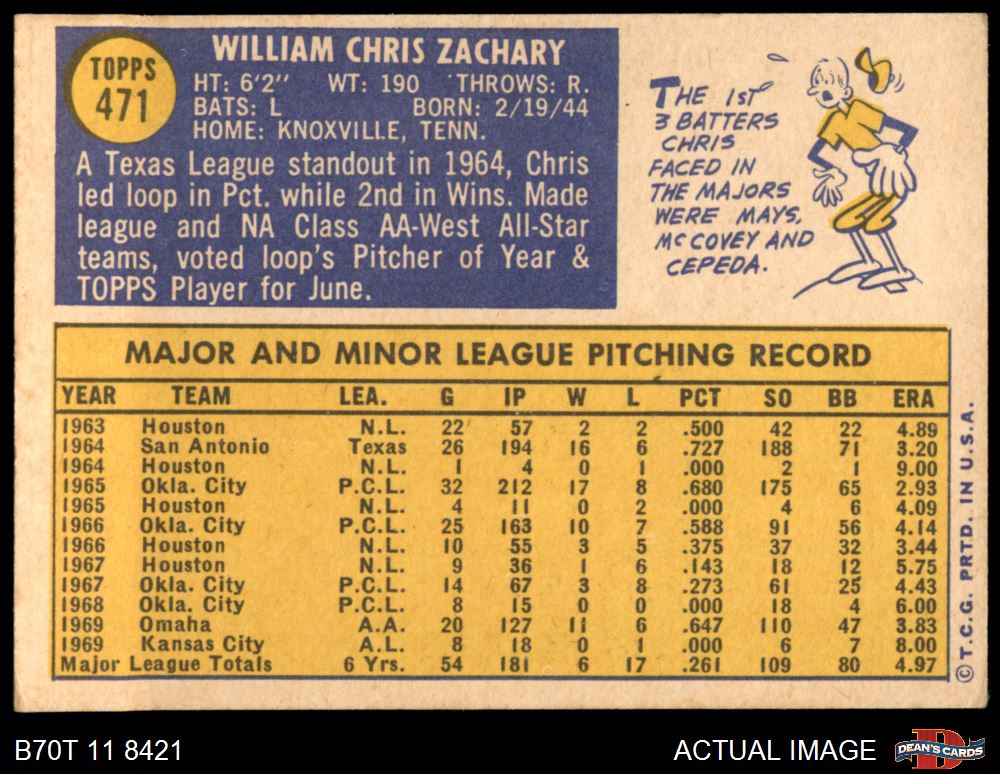 TOPPS
471
WILLIAM CHRIS ZACHARY
HT: 6'2" WT: 190 THROWS: R.
BATS: L BORN: 2/19/44
HOME: KNOXVILLE, TENN.
A Texas League standout in 1964, Chris
led loop in Pct. while 2nd in Wins. Made
league and NA Class AA-West All-Star
teams, voted loop's Pitcher of Year &
TOPPS Player for June.
THE 1ST
3 BATTERS
CHRIS
FACED IN
THE MAJORS
WERE MAYS,
McCOVEY AND
CEPEDA.
MAJOR AND MINOR LEAGUE PITCHING RECORD
YEAR TEAM LEA. G IP W L PCT SO BB ERA
1963 Houston N.L. 22 57 2 2 .500 42 22 4.89
1964 San Antonio Texas 26 194 16 6 .727 188 71 3.20
1964 Houston N.L. 1 4 0 1 .000 2 1 9.00
1965 Okla. City P.C.L. 32 212 17 8 .680 175 65 2.93
1965 Houston N.L. 4 11 0 2 .000 4 6 4.09
1966 Okla. City P.C.L. 25 163 10 7 .588 91 56 4.14
1966 Houston N.L. 10 55 3 5 .375 37 32 3.44
1967 Houston N.L. 9 36 1 6 .143 18 12 5.75
1967 Okla. City P.C.L. 14 67 3 8 .273 61 25 4.43
1968 Okla. City P.C.L. 8 15 0 0 .000 18 4 6.00
1969 Omaha A.A. 20 127 11 6 .647 110 47 3.83
1969 Kansas City A.L. 8 18 0 1 .000 6 7 8.00
Major League Totals 6 Yrs. 54 181 6 17 .261 109 80 4.97
© T.C.G. PRTD. IN U.S.A.
B70T 11 8421
ACTUAL IMAGE
D
DEAN'S CARDS